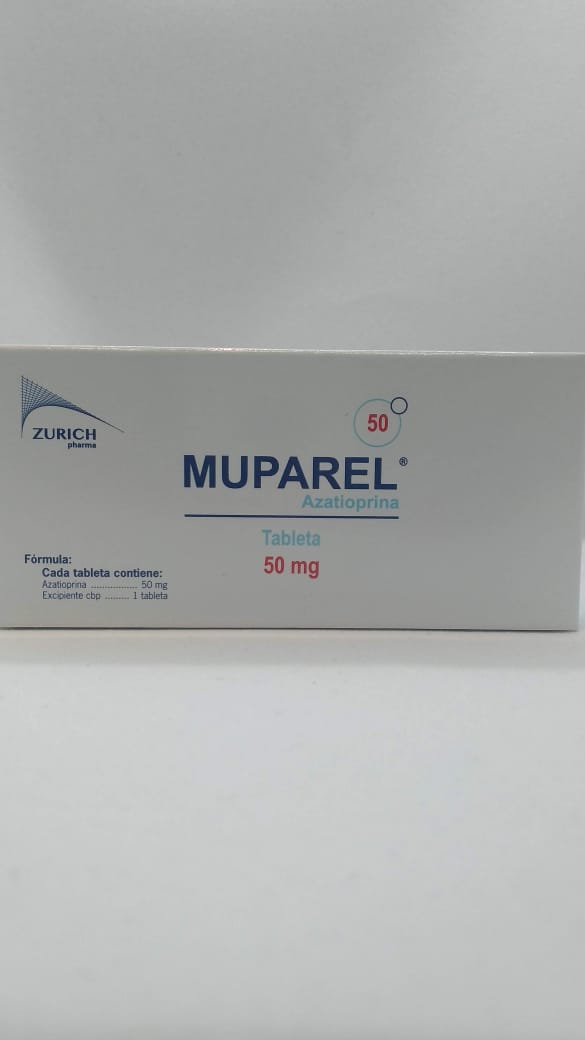 ZURICH
pharma
50
MUPAREL®
Azatioprina
Tableta
50 mg
Fórmula:
Cada tableta contiene:
Azatioprina ................. 50 mg
Excipiente cbp ......... 1 tableta